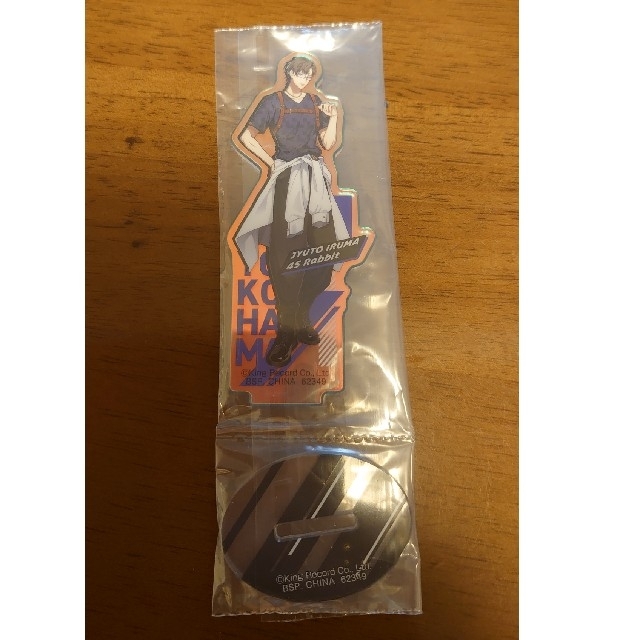 JYUTO IRUMA
45 Rabbit
YO
KO
HA
MA
©King Record Co., Ltd.
BSP, CHINA 62349
©King Record Co., Ltd.
BSP, CHINA 62349